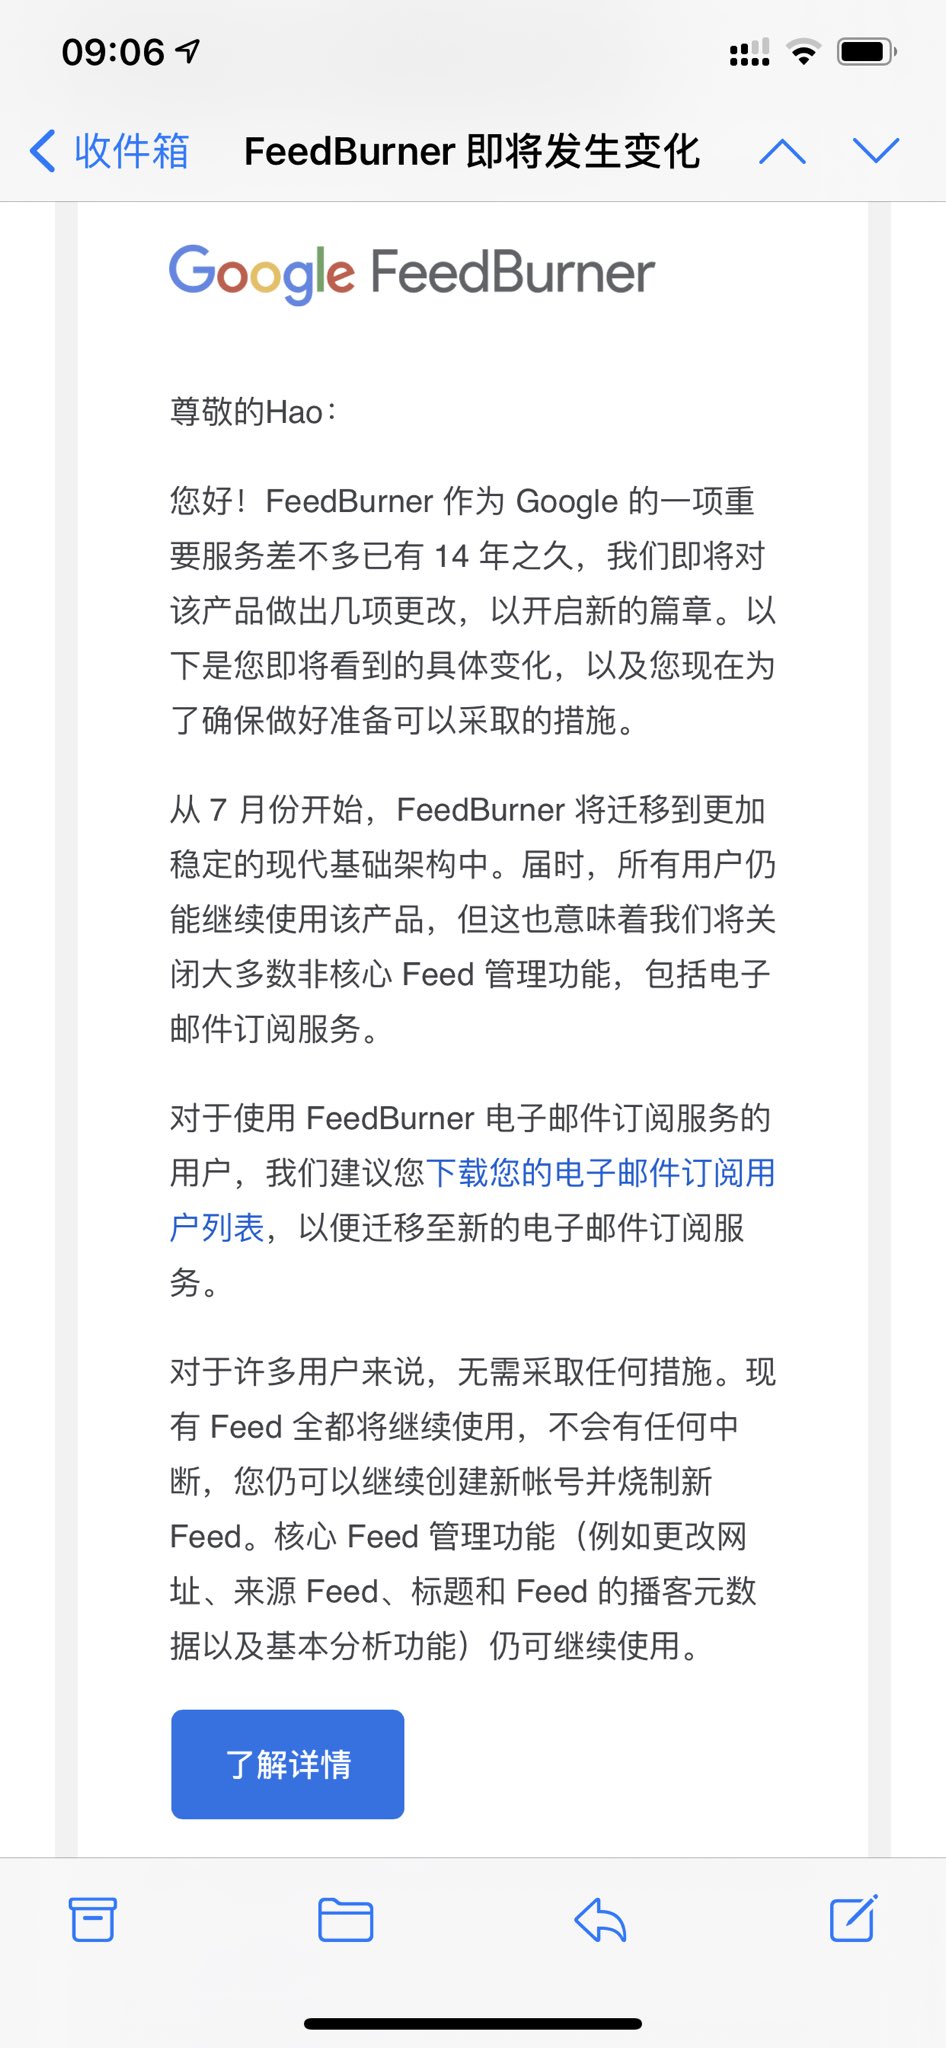 09:06
收件箱
FeedBurner 即将发生变化
Google FeedBurner
尊敬的Hao：
您好！FeedBurner 作为 Google 的一项重
要服务差不多已有 14 年之久，我们即将对
该产品做出几项更改，以开启新的篇章。以
下是您即将看到的具体变化，以及您现在为
了确保做好准备可以采取的措施。
从 7 月份开始，FeedBurner 将迁移到更加
稳定的现代基础架构中。届时，所有用户仍
能继续使用该产品，但这也意味着我们将关
闭大多数非核心 Feed 管理功能，包括电子
邮件订阅服务。
对于使用 FeedBurner 电子邮件订阅服务的
用户，我们建议您下载您的电子邮件订阅用
户列表，以便迁移至新的电子邮件订阅服
务。
对于许多用户来说，无需采取任何措施。现
有 Feed 全都将继续使用，不会有任何中
断，您仍可以继续创建新帐号并烧制新
Feed。核心 Feed 管理功能（例如更改网
址、来源 Feed、标题和 Feed 的播客元数
据以及基本分析功能）仍可继续使用。
了解详情